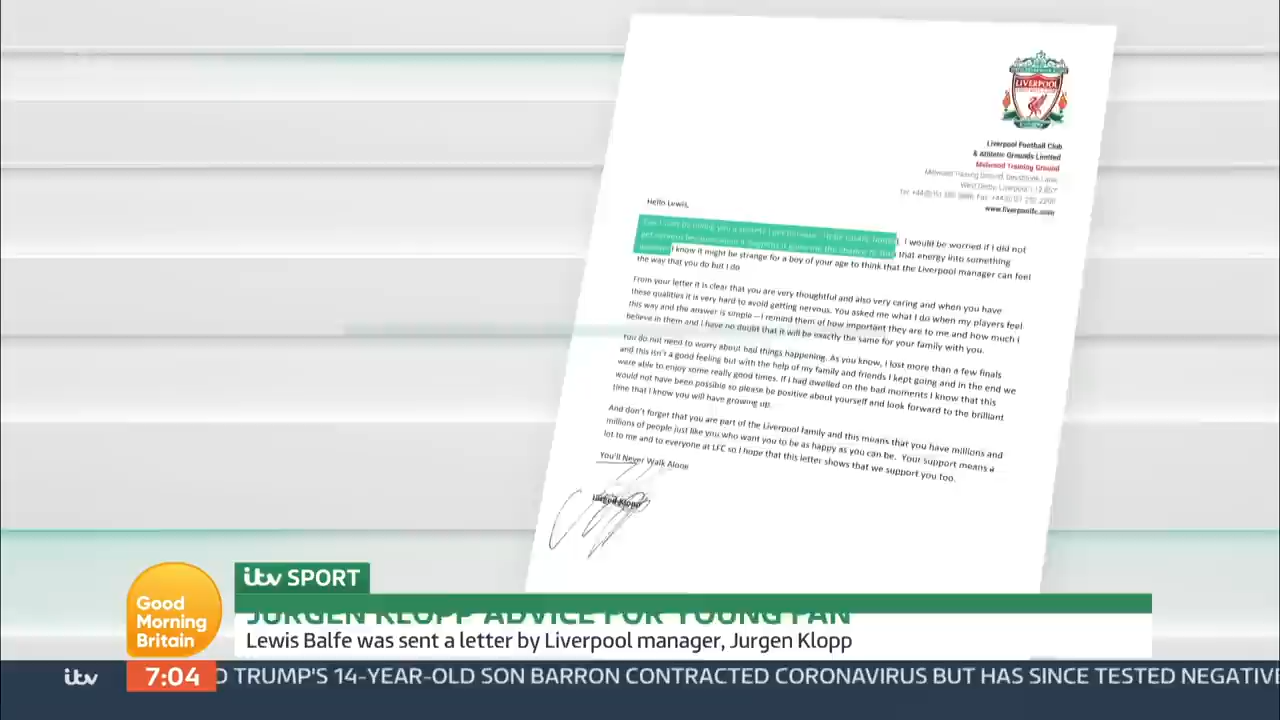 LIVERPOOL
Liverpool Football Club
& Athletic Grounds Limited
Melwood Training Ground
Melwood Training Ground, Deysbrook Lane,
West Derby, Liverpool L12
www.liverpoolfc.com
Hello Lewis,
I would be worried if I did not
that energy into something
I know it might be strange for a boy of your age to think that the Liverpool manager can feel
the way that you do but I do
From your letter it is clear that you are very thoughtful and also very caring and when you have
these qualities it is very hard to avoid getting nervous. You asked me what I do when my players feel
this way and the answer is simple – I remind them of how important they are to me and how much I
believe in them and I have no doubt that it will be exactly the same for your family with you.
You do not need to worry about bad things happening. As you know, I lost more than a few finals
and this isn't a good feeling but with the help of my family and friends I kept going and in the end we
were able to enjoy some really good times. If I had dwelled on the bad moments I know that this
would not have been possible so please be positive about yourself and look forward to the brilliant
time that I know you will have growing up.
And don't forget that you are part of the Liverpool family and this means that you have millions and
millions of people just like you who want you to be as happy as you can be. Your support means a
lot to me and to everyone at LFC so I hope that this letter shows that we support you too.
You'll Never Walk Alone
Jurgen Klopp
itv SPORT
JURGEN KLOPP ADVICE FOR YOUNG FAN
Lewis Balfe was sent a letter by Liverpool manager, Jurgen Klopp
Good
Morning
Britain
itv
7:04
D TRUMP'S 14-YEAR-OLD SON BARRON CONTRACTED CORONAVIRUS BUT HAS SINCE TESTED NEGATIVE